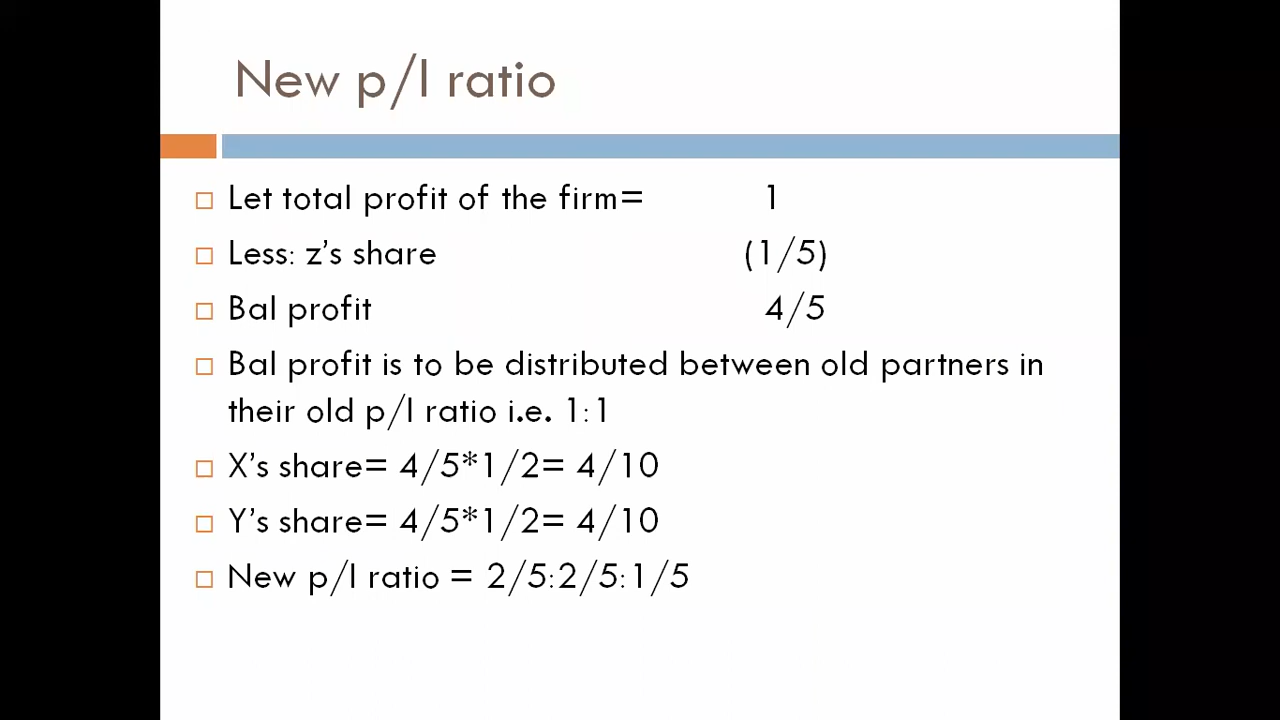 New p/l ratio
Let total profit of the firm= 1
Less: z's share (1/5)
Bal profit 4/5
Bal profit is to be distributed between old partners in
their old p/l ratio i.e. 1:1
X's share= 4/5*1/2= 4/10
Y's share= 4/5*1/2= 4/10
New p/l ratio = 2/5:2/5:1/5